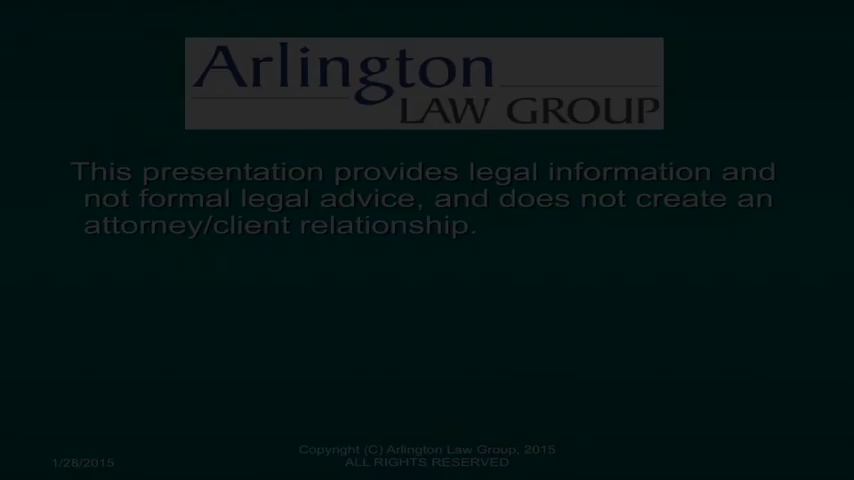 Arlington
LAW GROUP
This presentation provides legal information and
not formal legal advice, and does not create an
attorney/client relationship.
Copyright (C) Arlington Law Group, 2015
1/28/2015
ALL RIGHTS RESERVED